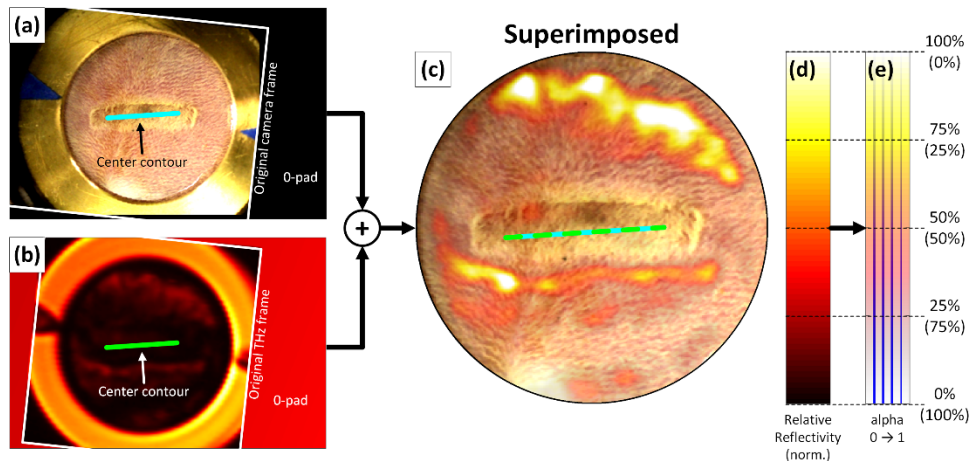 (a)
Center contour
Original camera frame
0-pad
(b)
Center contour
Original THz frame
0-pad
+
Superimposed
(c)
(d)
(e)
100%
(0%)
75%
(25%)
50%
(50%)
25%
(75%)
0%
(100%)
Relative
Reflectivity
(norm.)
alpha
0 → 1